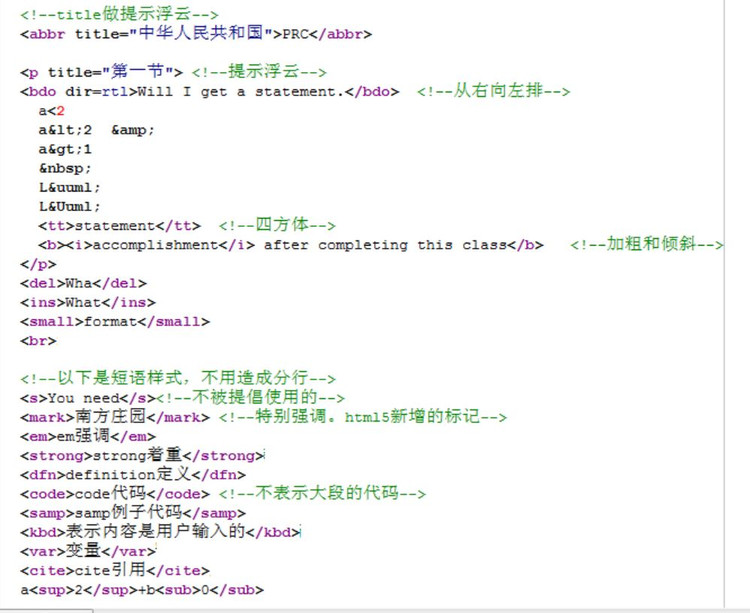 <!--title做提示浮云-->
<abbr title="中华人民共和国">PRC</abbr>
<p title="第一节"> <!--提示浮云-->
<bdo dir=rtl>Will I get a statement.</bdo>  <!--从右向左排-->
a<2
a&lt;2  &amp;
a&gt;1
&nbsp;
L&uuml;
L&Uuml;
<tt>statement</tt>  <!--四方体-->
<b><i>accomplishment</i> after completing this class</b>   <!--加粗和倾斜-->
</p>
<del>Wha</del>
<ins>What</ins>
<small>format</small>
<br>
<!--以下是短语样式，不用造成分行-->
<s>You need</s><!--不被提倡使用的-->
<mark>南方庄园</mark> <!--特别强调。html5新增的标记-->
<em>em强调</em>
<strong>strong着重</strong>
<dfn>definition定义</dfn>
<code>code代码</code> <!--不表示大段的代码-->
<samp>samp例子代码</samp>
<kbd>表示内容是用户输入的</kbd>
<var>变量</var>
<cite>cite引用</cite>
a<sup>2</sup>+b<sub>0</sub>